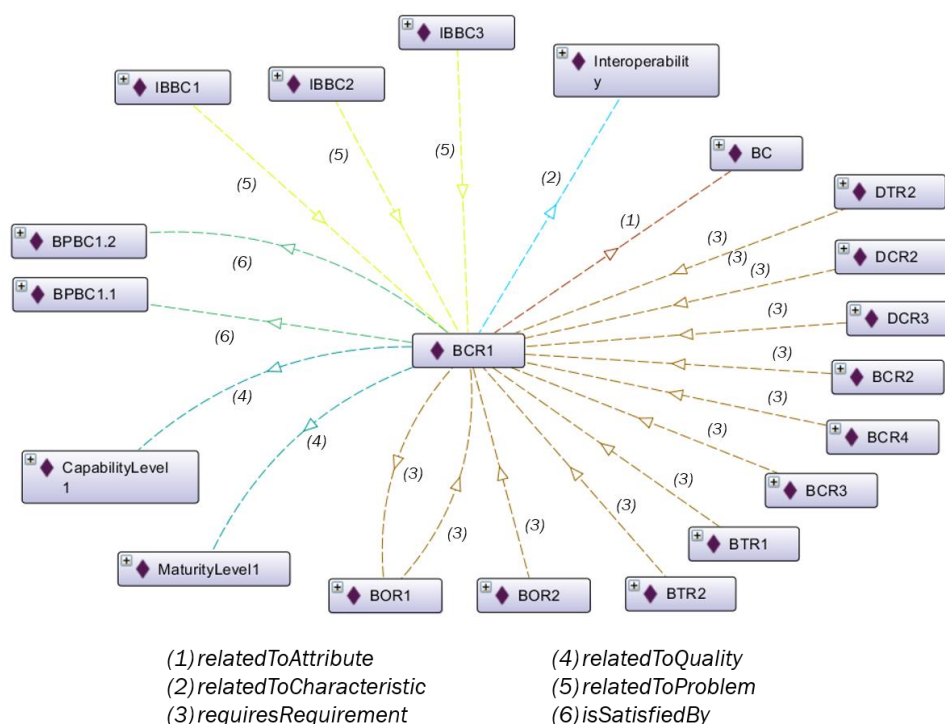 IBBC3
IBBC2
IBBC1
Interoperabilit
y
BC
(5)
(5)
(5)
(2)
DTR2
(1)
(3)
(3)
(3)
BPBC1.2
(6)
DCR2
BPBC1.1
(3)
DCR3
(6)
BCR1
(3)
BCR2
(4)
(3)
BCR4
(4)
(3)
CapabilityLevel
1
(3)
(3)
BCR3
(3)
(3)
(3)
BTR1
MaturityLevel1
BOR1
BOR2
BTR2
(1) relatedToAttribute
(2) relatedToCharacteristic
(3) requiresRequirement
(4) relatedToQuality
(5) relatedToProblem
(6) isSatisfiedBy